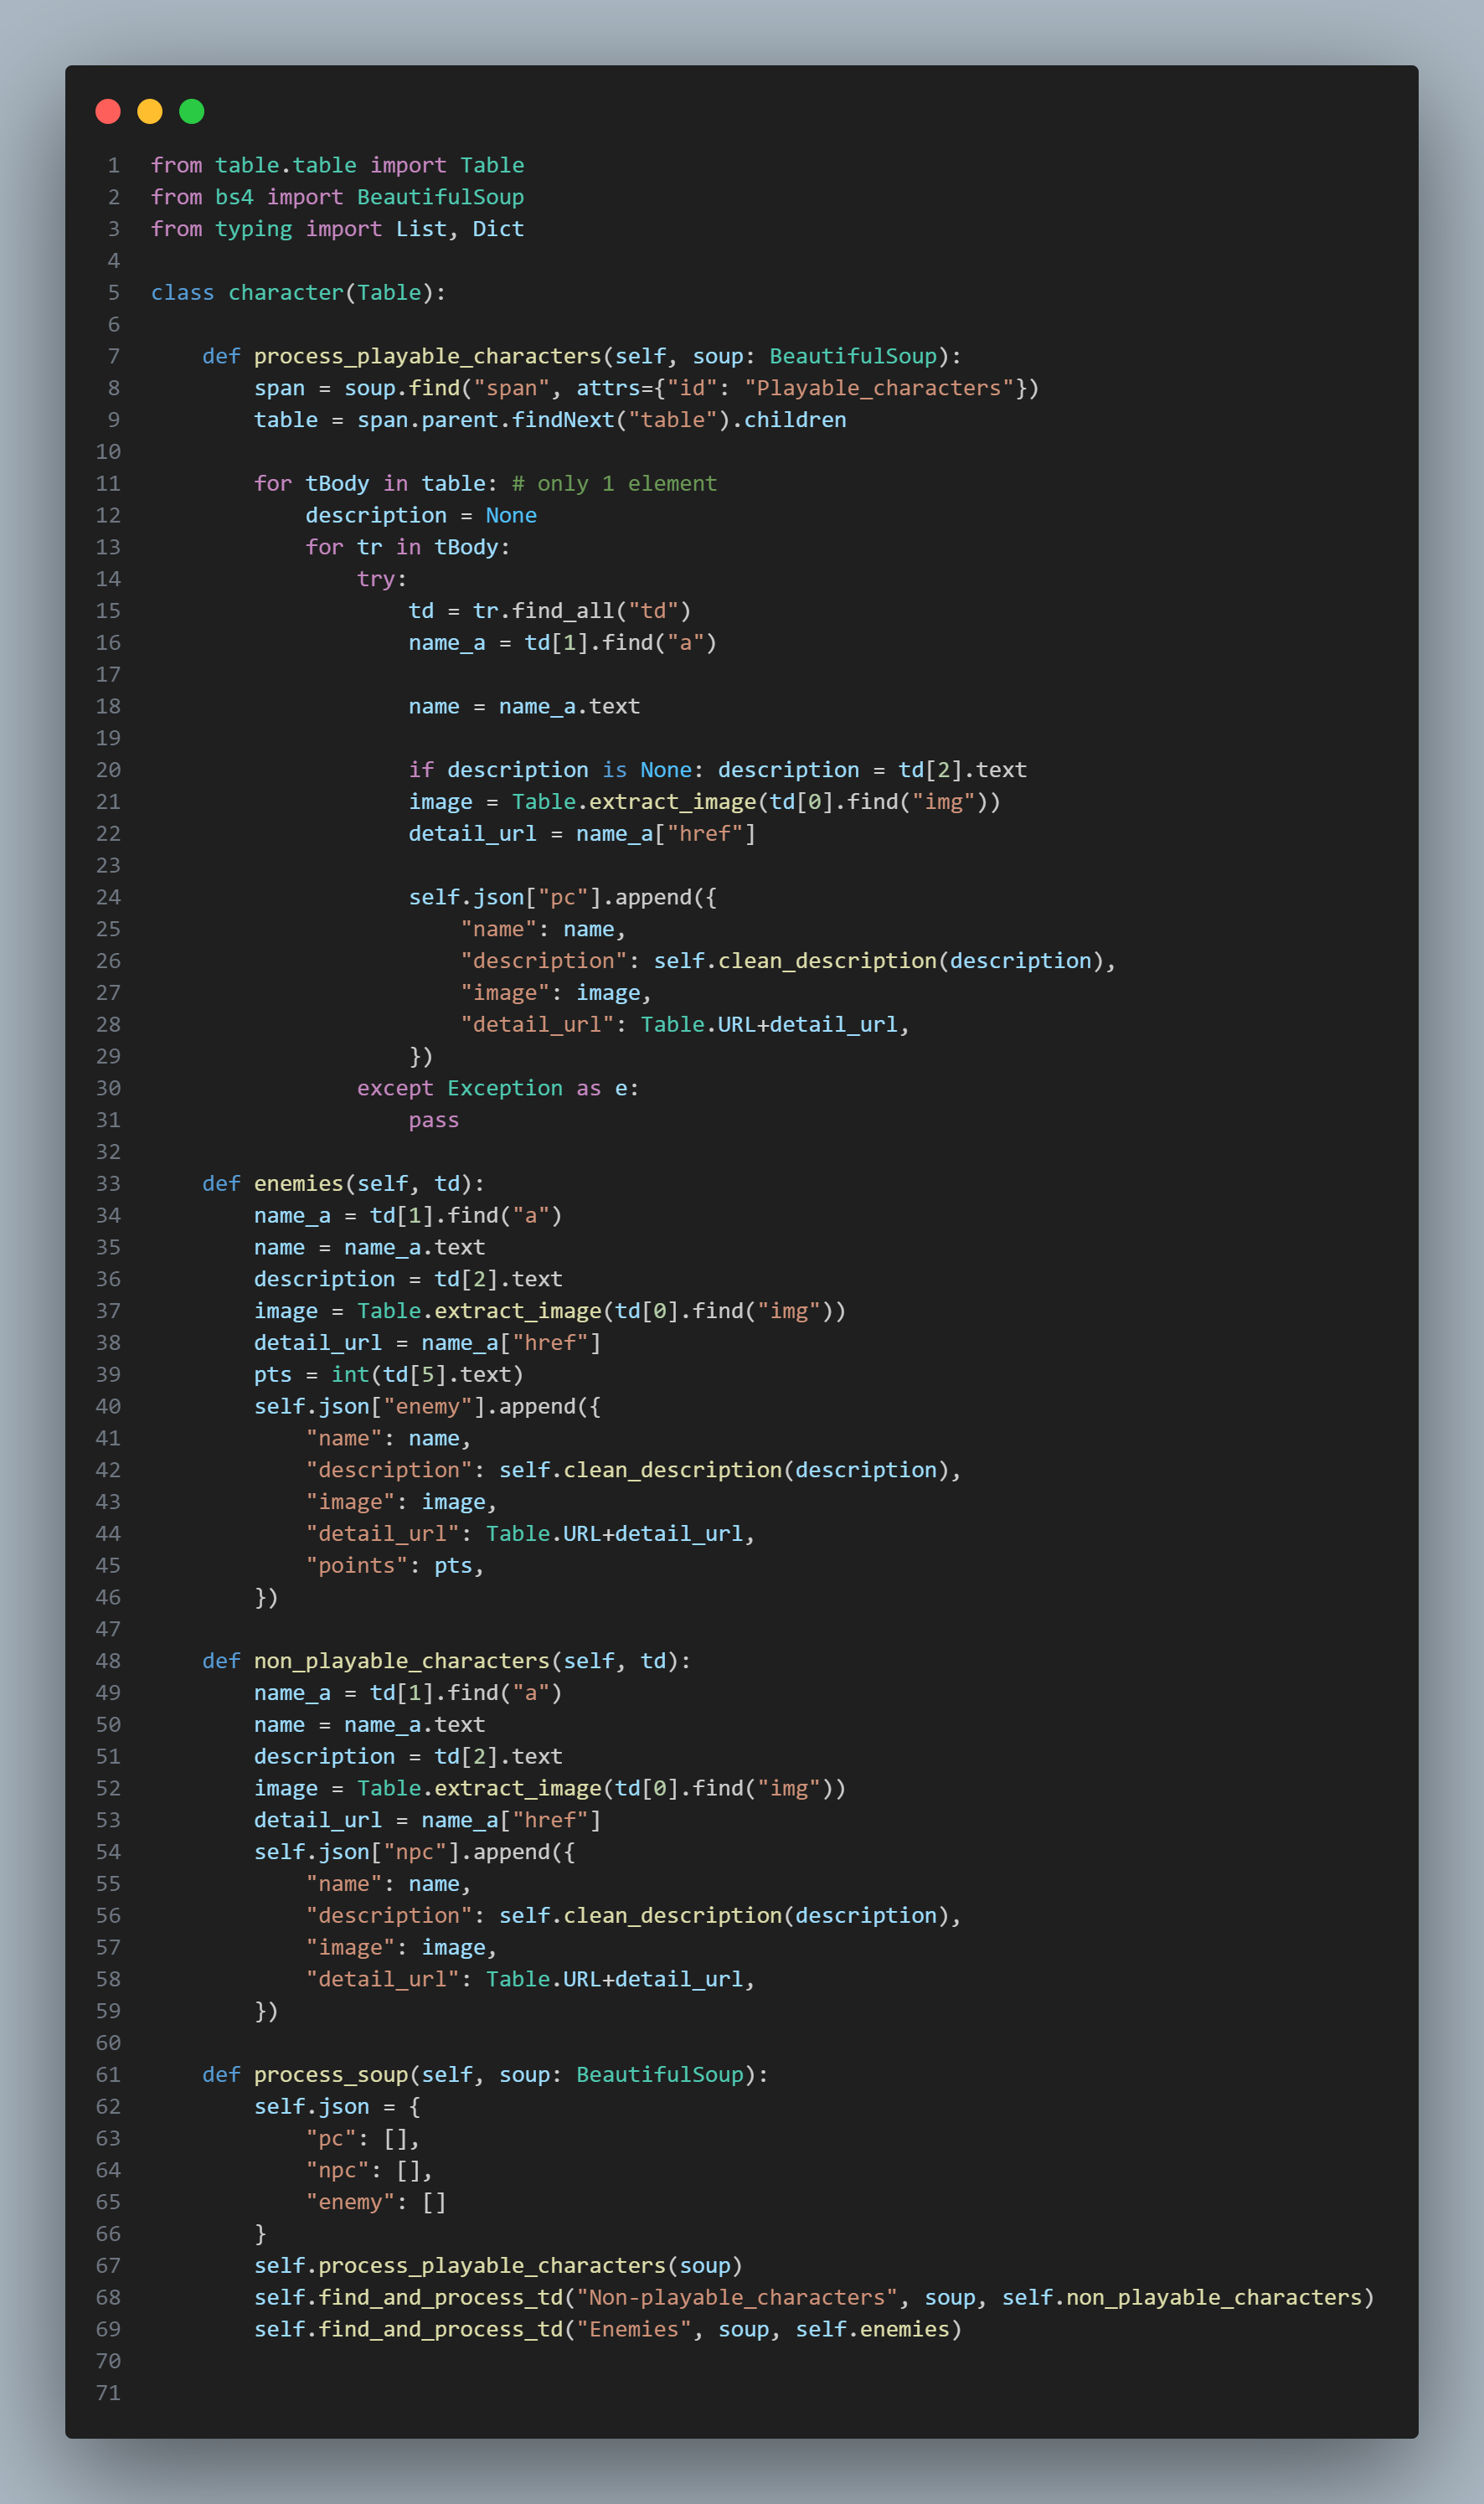 1 from table.table import Table
2 from bs4 import BeautifulSoup
3 from typing import List, Dict
4
5 class character(Table):
6
7     def process_playable_characters(self, soup: BeautifulSoup):
8         span = soup.find("span", attrs={"id": "Playable_characters"})
9         table = span.parent.findNext("table").children
10
11         for tBody in table: # only 1 element
12             description = None
13             for tr in tBody:
14                 try:
15                     td = tr.find_all("td")
16                     name_a = td[1].find("a")
17
18                     name = name_a.text
19
20                     if description is None: description = td[2].text
21                     image = Table.extract_image(td[0].find("img"))
22                     detail_url = name_a["href"]
23
24                     self.json["pc"].append({
25                         "name": name,
26                         "description": self.clean_description(description),
27                         "image": image,
28                         "detail_url": Table.URL+detail_url,
29                     })
30                 except Exception as e:
31                     pass
32
33     def enemies(self, td):
34         name_a = td[1].find("a")
35         name = name_a.text
36         description = td[2].text
37         image = Table.extract_image(td[0].find("img"))
38         detail_url = name_a["href"]
39         pts = int(td[5].text)
40         self.json["enemy"].append({
41             "name": name,
42             "description": self.clean_description(description),
43             "image": image,
44             "detail_url": Table.URL+detail_url,
45             "points": pts,
46         })
47
48     def non_playable_characters(self, td):
49         name_a = td[1].find("a")
50         name = name_a.text
51         description = td[2].text
52         image = Table.extract_image(td[0].find("img"))
53         detail_url = name_a["href"]
54         self.json["npc"].append({
55             "name": name,
56             "description": self.clean_description(description),
57             "image": image,
58             "detail_url": Table.URL+detail_url,
59         })
60
61     def process_soup(self, soup: BeautifulSoup):
62         self.json = {
63             "pc": [],
64             "npc": [],
65             "enemy": []
66         }
67         self.process_playable_characters(soup)
68         self.find_and_process_td("Non-playable_characters", soup, self.non_playable_characters)
69         self.find_and_process_td("Enemies", soup, self.enemies)
70
71